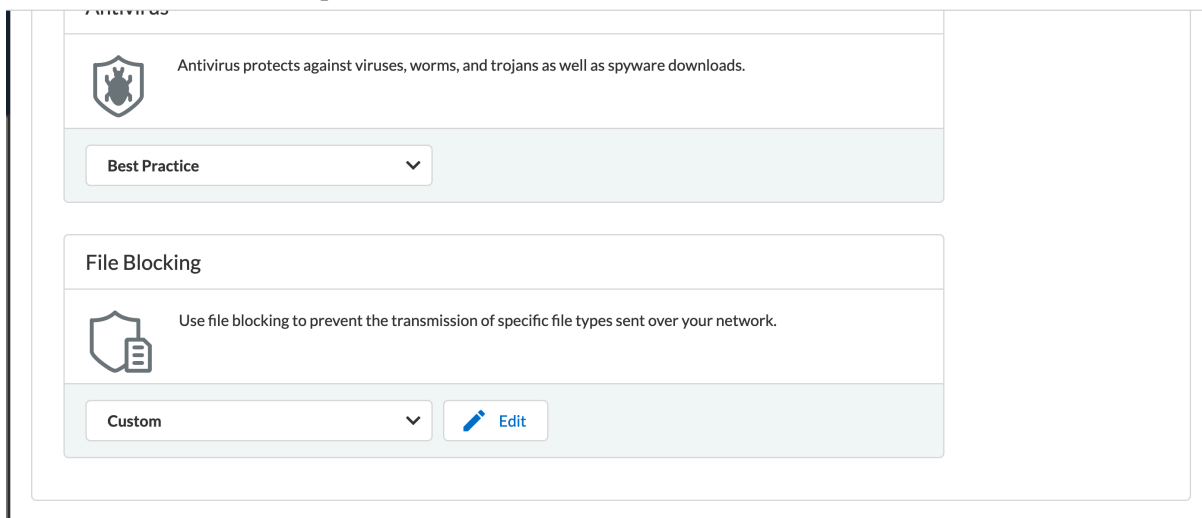 Antivirus
Antivirus protects against viruses, worms, and trojans as well as spyware downloads.
Best Practice
File Blocking
Use file blocking to prevent the transmission of specific file types sent over your network.
Custom
Edit